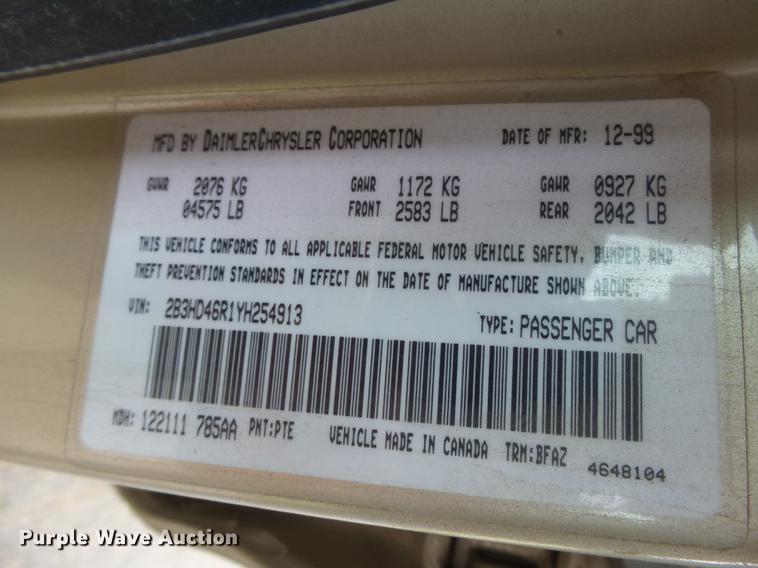 MFD BY DAIMLERCHRYSLER CORPORATION DATE OF MFR: 12-99
GVWR 2076 KG GAWR 1172 KG GAWR 0927 KG
04575 LB FRONT 2583 LB REAR 2042 LB
THIS VEHICLE CONFORMS TO ALL APPLICABLE FEDERAL MOTOR VEHICLE SAFETY, BUMPER AND
THEFT PREVENTION STANDARDS IN EFFECT ON THE DATE OF MANUFACTURE SHOWN ABOVE.
VIN: 2B3HD46R1YH254913 TYPE: PASSENGER CAR
MDH: 122111 785AA PNT:PTE VEHICLE MADE IN CANADA TRM:BFAZ 4648104
Purple Wave Auction®